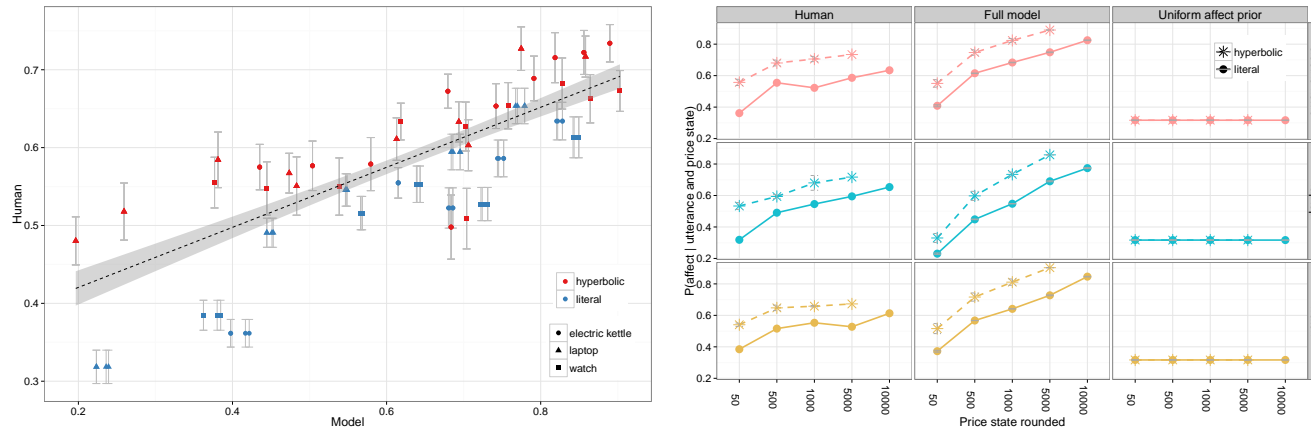 Human
0.7
0.6
0.5
0.4
0.3
0.2
0.4
0.6
0.8
Model
hyperbolic
literal
electric kettle
laptop
watch
Human
Full model
Uniform affect prior
P(affect | utterance and price state)
0.8
0.6
0.4
0.2
0.8
0.6
0.4
0.2
0.8
0.6
0.4
0.2
hyperbolic
literal
50
500
1000
5000
10000
50
500
1000
5000
10000
50
500
1000
5000
10000
Price state rounded